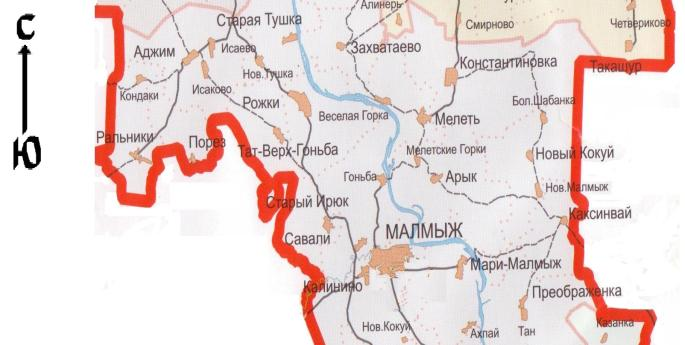 Алинерь
С
Старая Тушка
Смирново
Четвериково
Аджим
Исаево
Захватаево
Константиновка
Такащур
Нов.Тушка
Кондаки
Исаково
Рожки
Веселая Горка
Мелеть
Бол.Шабанка
Ральники
Порез
Тат-Верх-Гоньба
Мелетские Горки
Новый Кокуй
Ю
Гоньба
Арык
Нов.Малмыж
Старый Ирюк
Каксинвай
Савали
МАЛМЫЖ
Мари-Малмыж
Калинино
Преображенка
Нов.Кокуй
Ахпай
Тан
Казанка